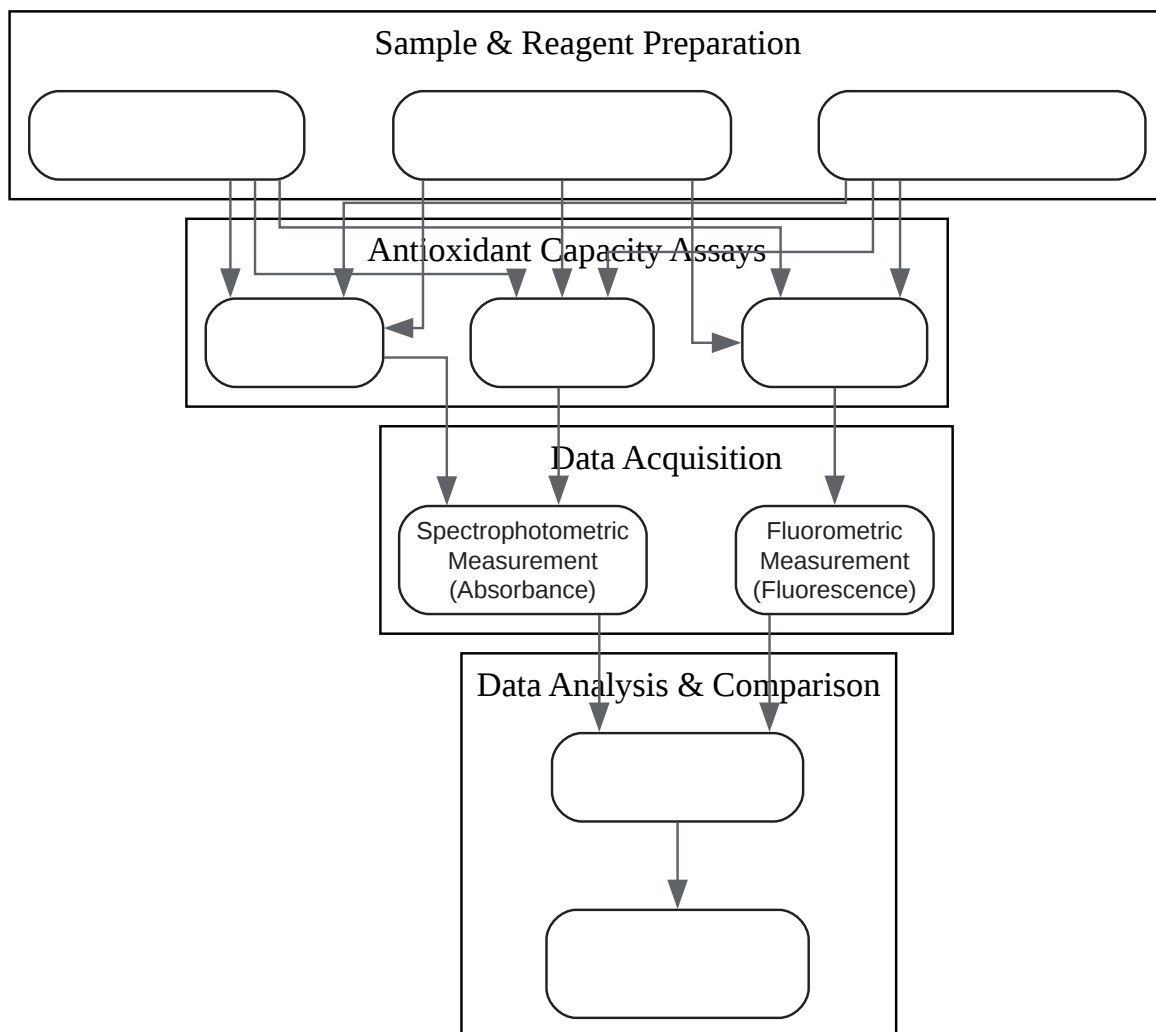 Sample & Reagent Preparation
Antioxidant Capacity Assays
Data Acquisition
Spectrophotometric
Measurement
(Absorbance)
Fluorometric
Measurement
(Fluorescence)
Data Analysis & Comparison